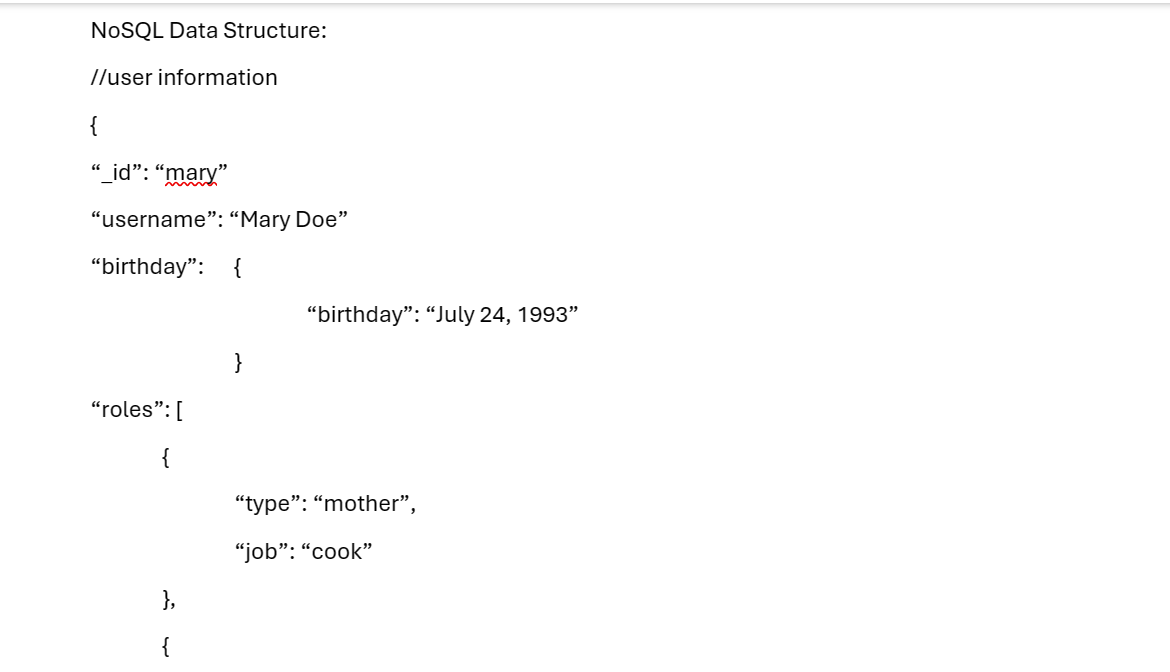 NoSQL Data Structure:
//user information
{
“_id”: “mary”
“username”: “Mary Doe”
“birthday”: {
“birthday”: “July 24, 1993”
}
“roles”: [
{
“type”: “mother”,
“job”: “cook”
},
{